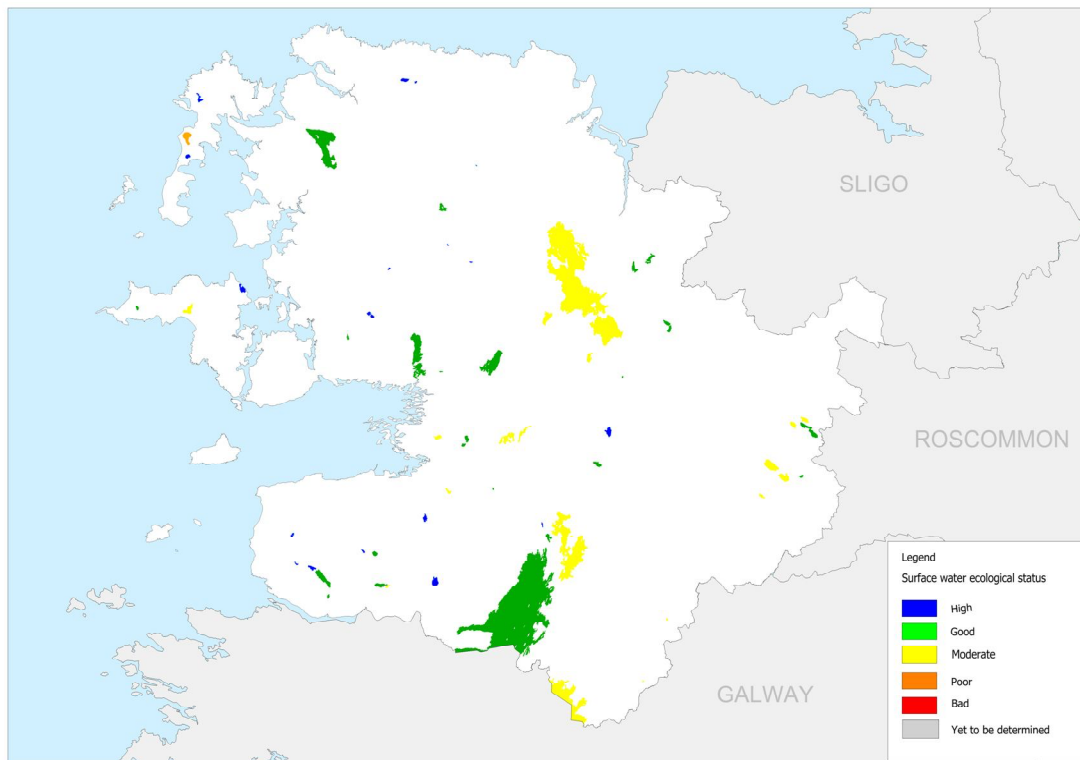 SLIGO
ROSCOMMON
GALWAY
Legend
Surface water ecological status
High
Good
Moderate
Poor
Bad
Yet to be determined